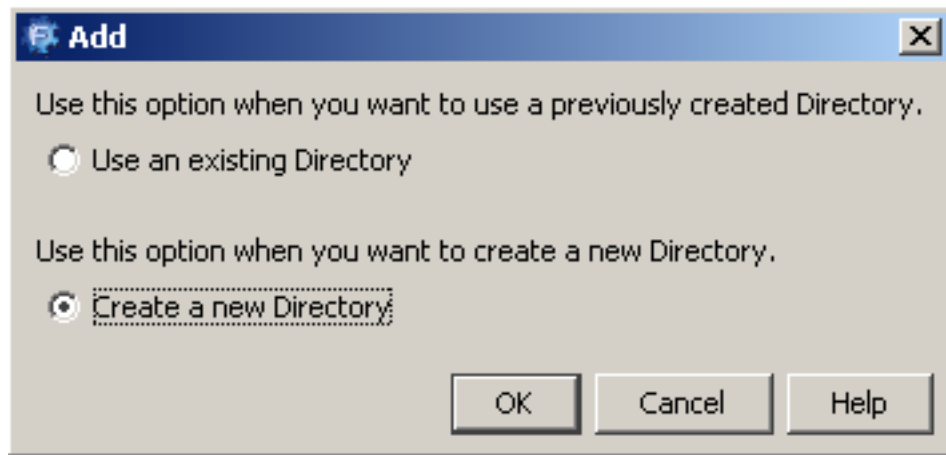 Add
Use this option when you want to use a previously created Directory.
Use an existing Directory
Use this option when you want to create a new Directory.
Create a new Directory
OK Cancel Help